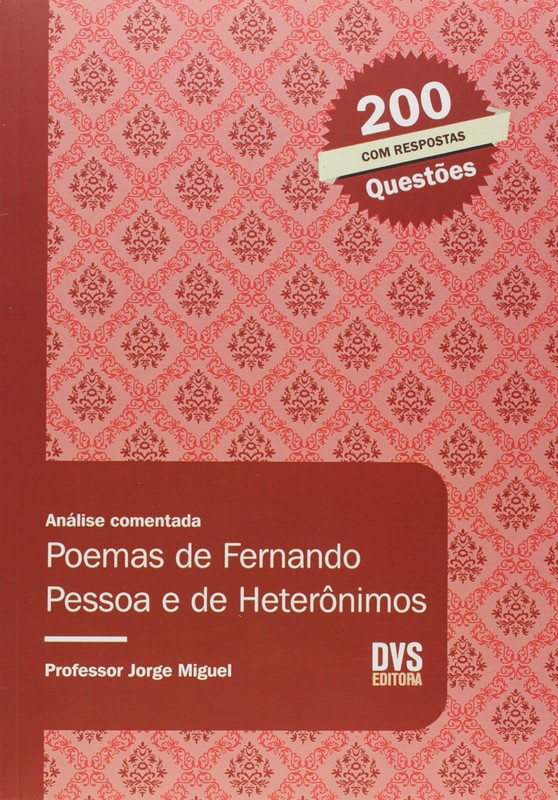 200
COM RESPOSTAS
Questões
Análise comentada
Poemas de Fernando
Pessoa e de Heterônimos
Professor Jorge Miguel
DVS
EDITORA